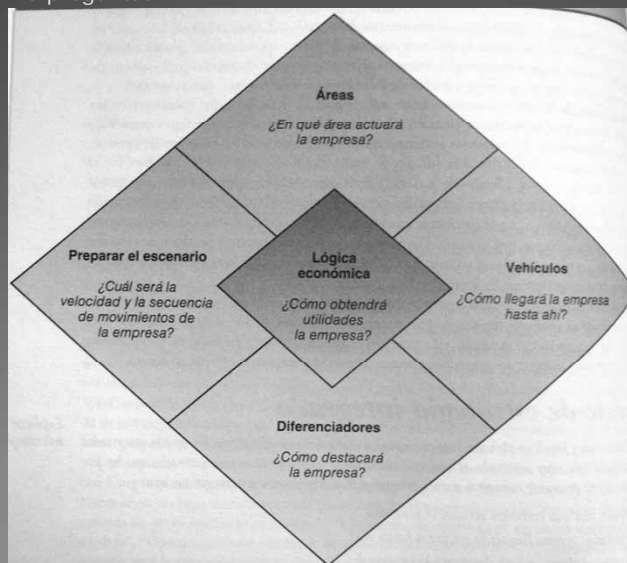 Áreas
¿En qué área actuará
la empresa?
Preparar el escenario
¿Cuál será la
velocidad y la secuencia
de movimientos de
la empresa?
Lógica
económica
¿Cómo obtendrá
utilidades
la empresa?
Vehículos
¿Cómo llegará la empresa
hasta ahí?
Diferenciadores
¿Cómo destacará
la empresa?